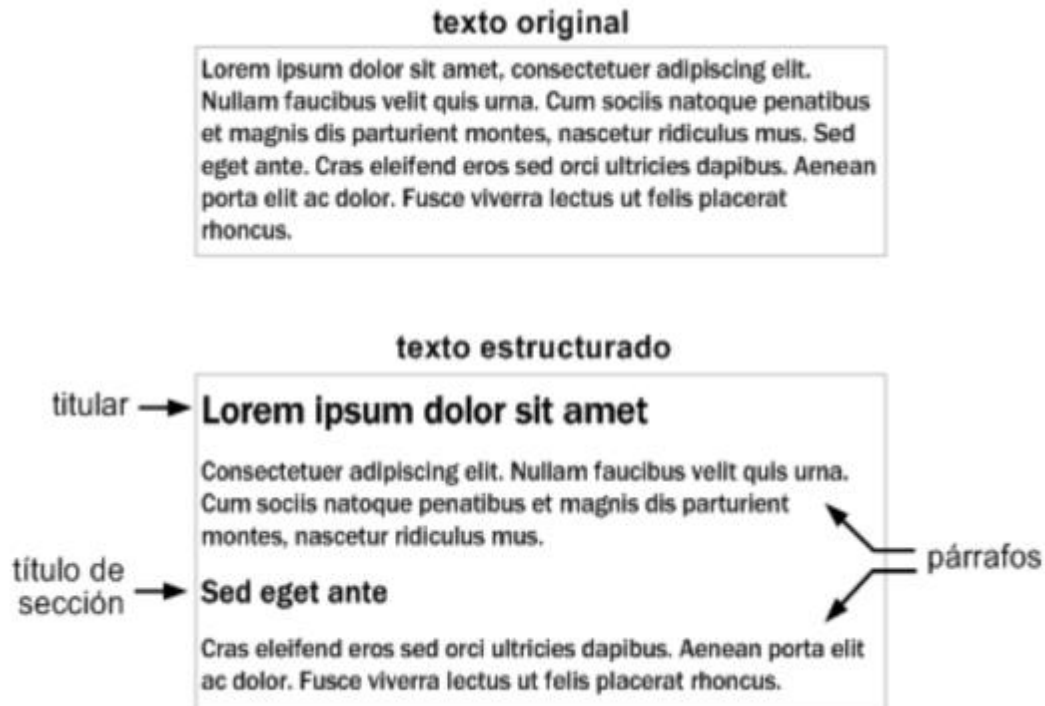 texto original
Lorem ipsum dolor sit amet, consectetuer adipiscing elit.
Nullam faucibus velit quis urna. Cum sociis natoque penatibus
et magnis dis parturient montes, nascetur ridiculus mus. Sed
eget ante. Cras eleifend eros sed orci ultricies dapibus. Aenean
porta elit ac dolor. Fusce viverra lectus ut felis placerat
rhoncus.
texto estructurado
titular
Lorem ipsum dolor sit amet
Consectetuer adipiscing elit. Nullam faucibus velit quis urna.
Cum sociis natoque penatibus et magnis dis parturient
montes, nascetur ridiculus mus.
párrafos
título de
sección
Sed eget ante
Cras eleifend eros sed orci ultricies dapibus. Aenean porta elit
ac dolor. Fusce viverra lectus ut felis placerat rhoncus.